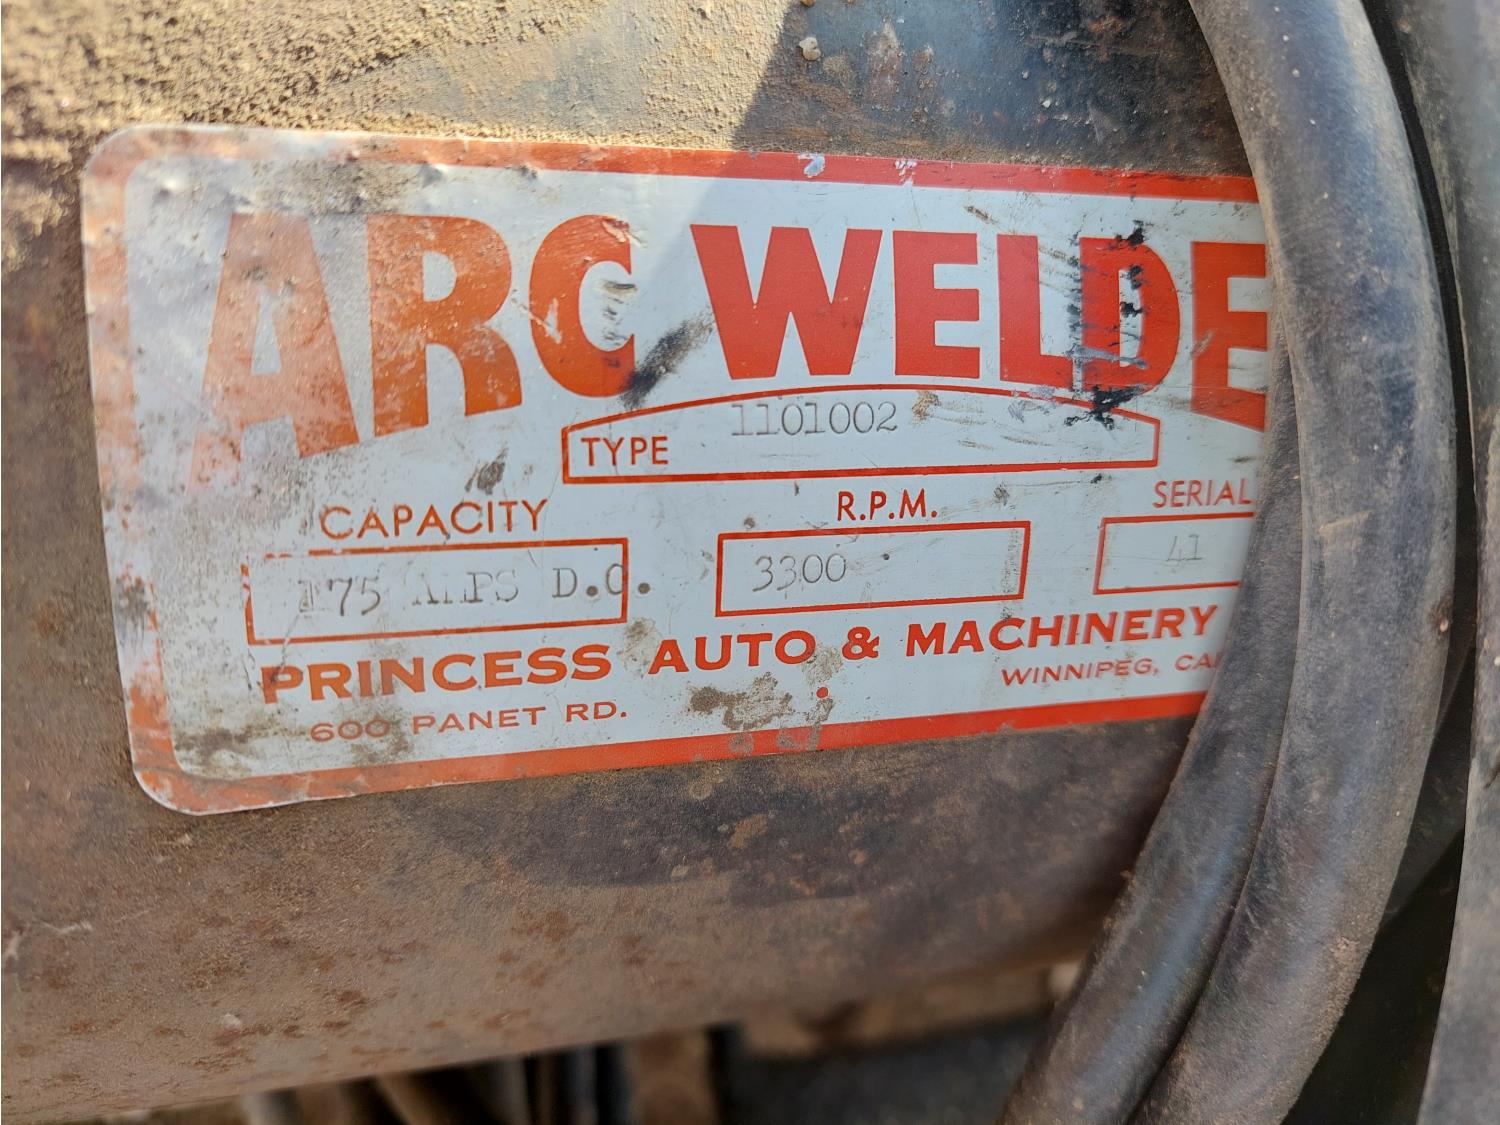 ARC WELDE
TYPE 1101002
CAPACITY R.P.M. SERIAL
175 AMPS D.C. 3300 41
PRINCESS AUTO & MACHINERY
600 PANET RD. WINNIPEG, CA